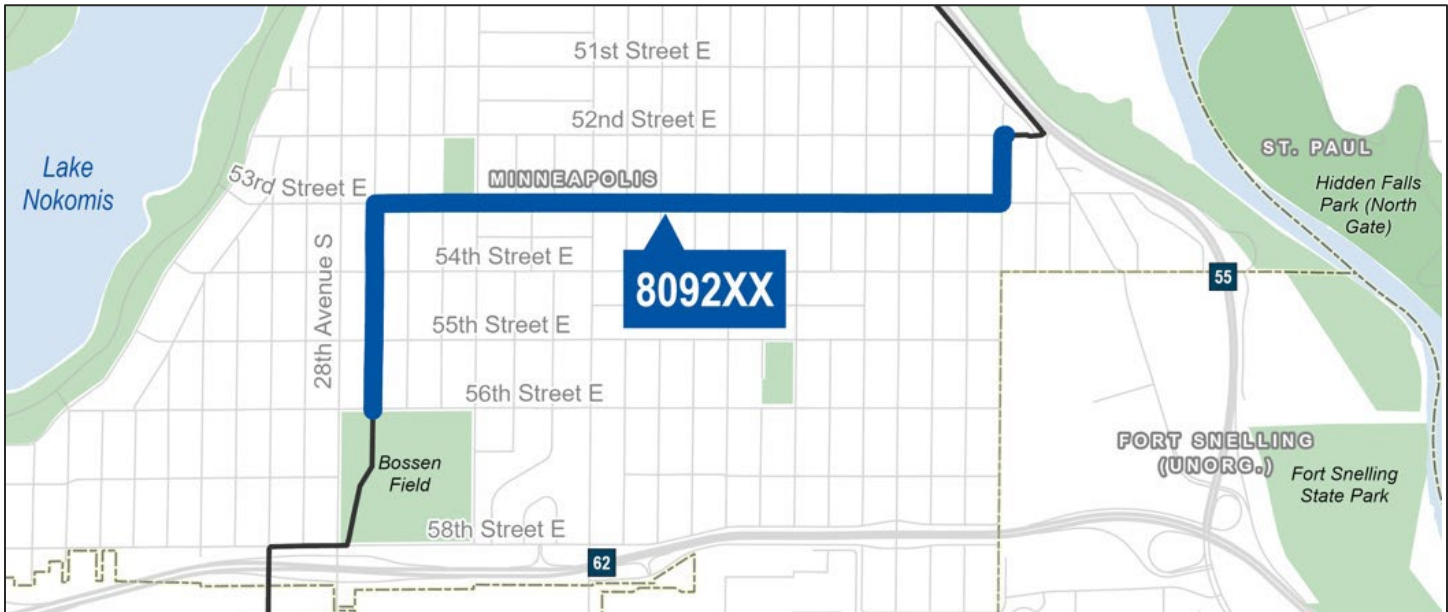 51st Street E
52nd Street E
Lake
Nokomis
53rd Street E
MINNEAPOLIS
ST. PAUL
Hidden Falls
Park (North
Gate)
28th Avenue S
54th Street E
8092XX
55
55th Street E
56th Street E
Bossen
Field
FORT SNELLING
(UNORG.)
Fort Snelling
State Park
58th Street E
62